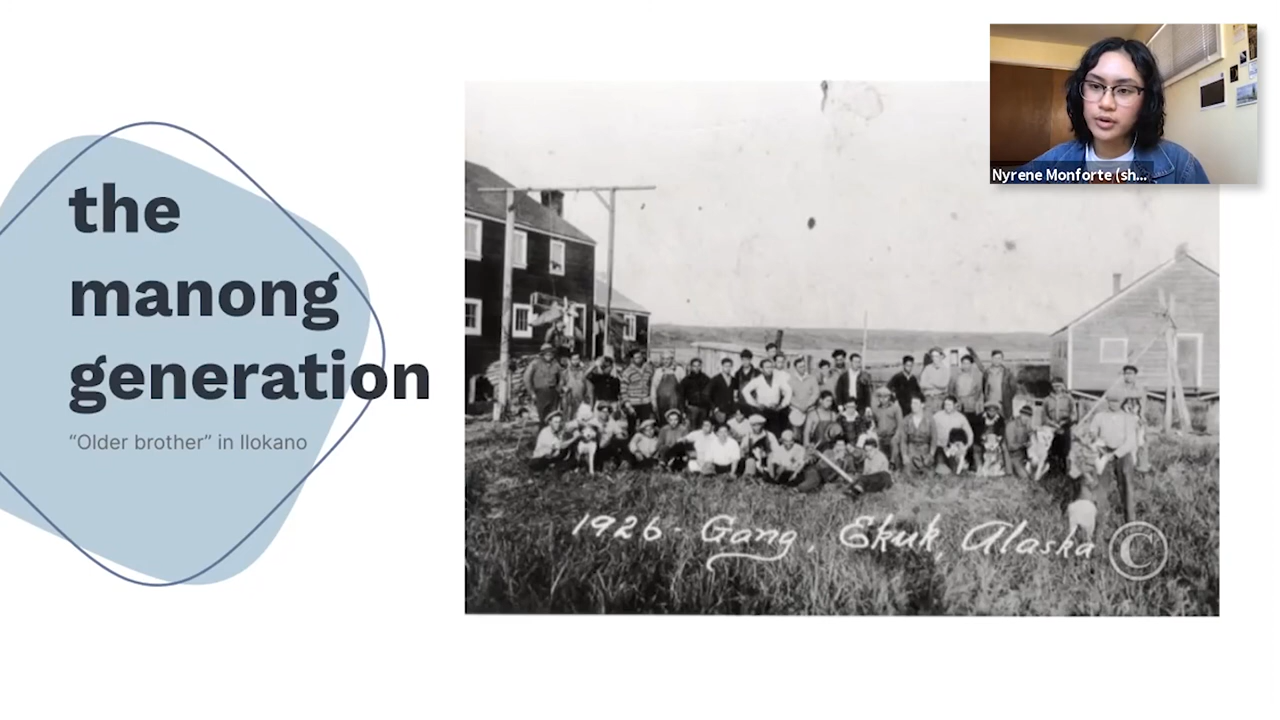 the
manong
generation
“Older brother” in Ilokano
Nyrene Monforte (sh...
1926 - Gang, Ekuk, Alaska
C